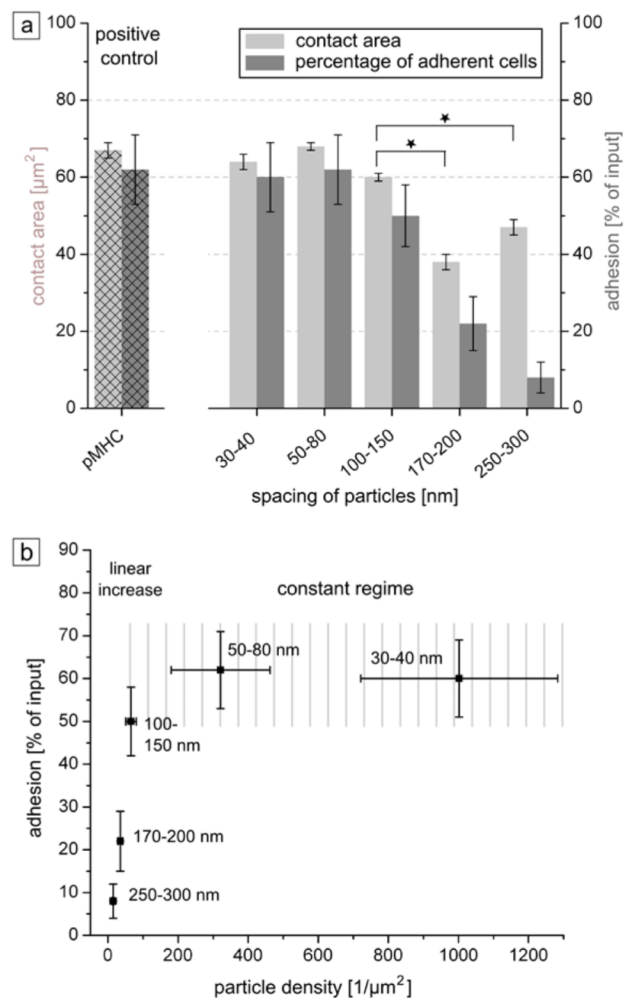 a
positive
control
contact area
percentage of adherent cells
100
80
60
40
20
0
contact area [µm²]
100
80
60
40
20
0
adhesion [% of input]
pMHC
30-40
50-80
100-150
170-200
250-300
spacing of particles [nm]
b
90
80
70
60
50
40
30
20
10
0
adhesion [% of input]
linear
increase
constant regime
50-80 nm
30-40 nm
100-
150 nm
170-200 nm
250-300 nm
0
200
400
600
800
1000
1200
particle density [1/µm²]